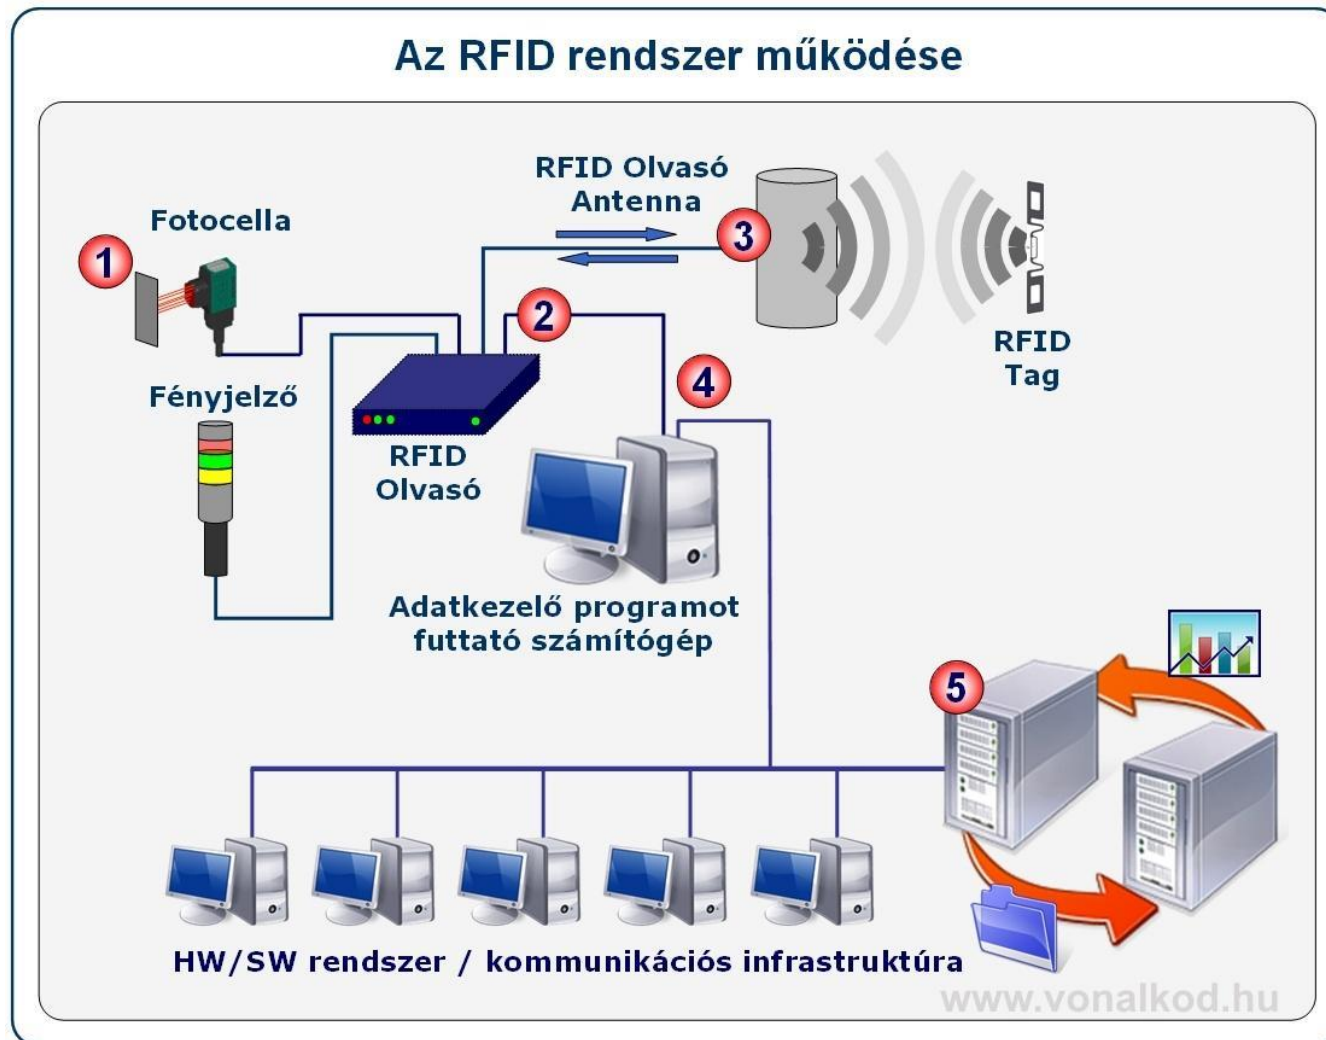 Az RFID rendszer működése
RFID Olvasó
Antenna
Fotocella
1
3
2
RFID
Tag
Fényjelző
4
RFID
Olvasó
Adatkezelő programot
futtató számítógép
5
HW/SW rendszer / kommunikációs infrastruktúra
www.vonalkod.hu